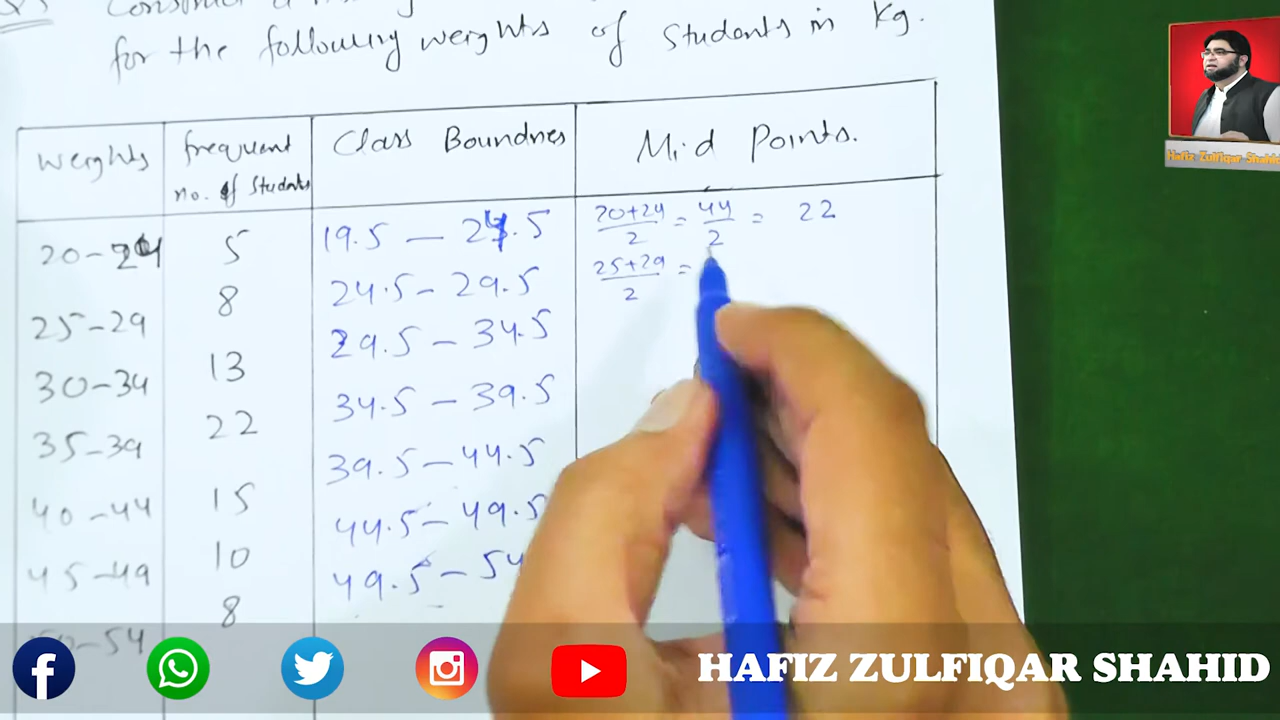 Construct a
for the following weights of Students in Kg.
Weights frequent no. of Students Class Boundries Mid Points.
20-24 5 19.5 — 24.5 20+24/2 = 44/2 = 22
25-29 8 24.5 - 29.5 25+29/2 =
30-34 13 29.5 - 34.5
35-39 22 34.5 - 39.5
40-44 15 39.5 - 44.5
45-49 10 44.5 - 49.5
50-54 8 49.5 - 54
Hafiz Zulfiqar Shahid
HAFIZ ZULFIQAR SHAHID